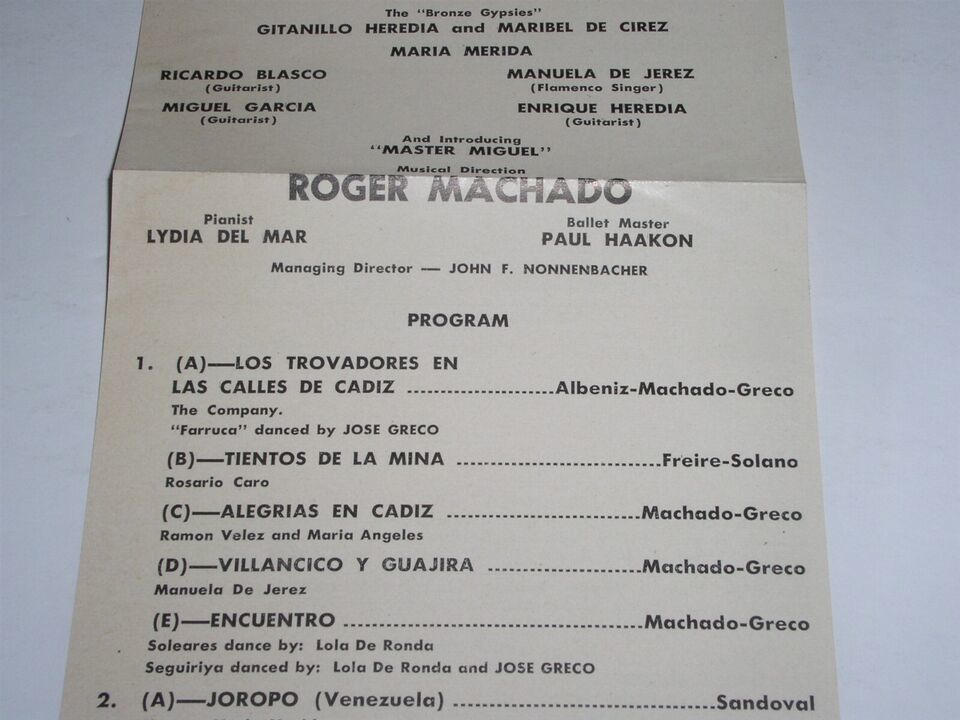 The "Bronze Gypsies"
GITANILLO HEREDIA and MARIBEL DE CIREZ
MARIA MERIDA
RICARDO BLASCO MANUELA DE JEREZ
(Guitarist) (Flamenco Singer)
MIGUEL GARCIA ENRIQUE HEREDIA
(Guitarist) (Guitarist)
And Introducing
"MASTER MIGUEL"
Musical Direction
ROGER MACHADO
Pianist Ballet Master
LYDIA DEL MAR PAUL HAAKON
Managing Director — JOHN F. NONNENBACHER
PROGRAM
1. (A)—LOS TROVADORES EN
LAS CALLES DE CADIZ ........................Albeniz-Machado-Greco
The Company.
"Farruca" danced by JOSE GRECO
(B)—TIENTOS DE LA MINA ..................................Freire-Solano
Rosario Caro
(C)—ALEGRIAS EN CADIZ ................................Machado-Greco
Ramon Velez and Maria Angeles
(D)—VILLANCICO Y GUAJIRA .........................Machado-Greco
Manuela De Jerez
(E)—ENCUENTRO .............................................Machado-Greco
Soleares dance by: Lola De Ronda
Seguiriya danced by: Lola De Ronda and JOSE GRECO
2. (A)—JOROPO (Venezuela) .......................................Sandoval